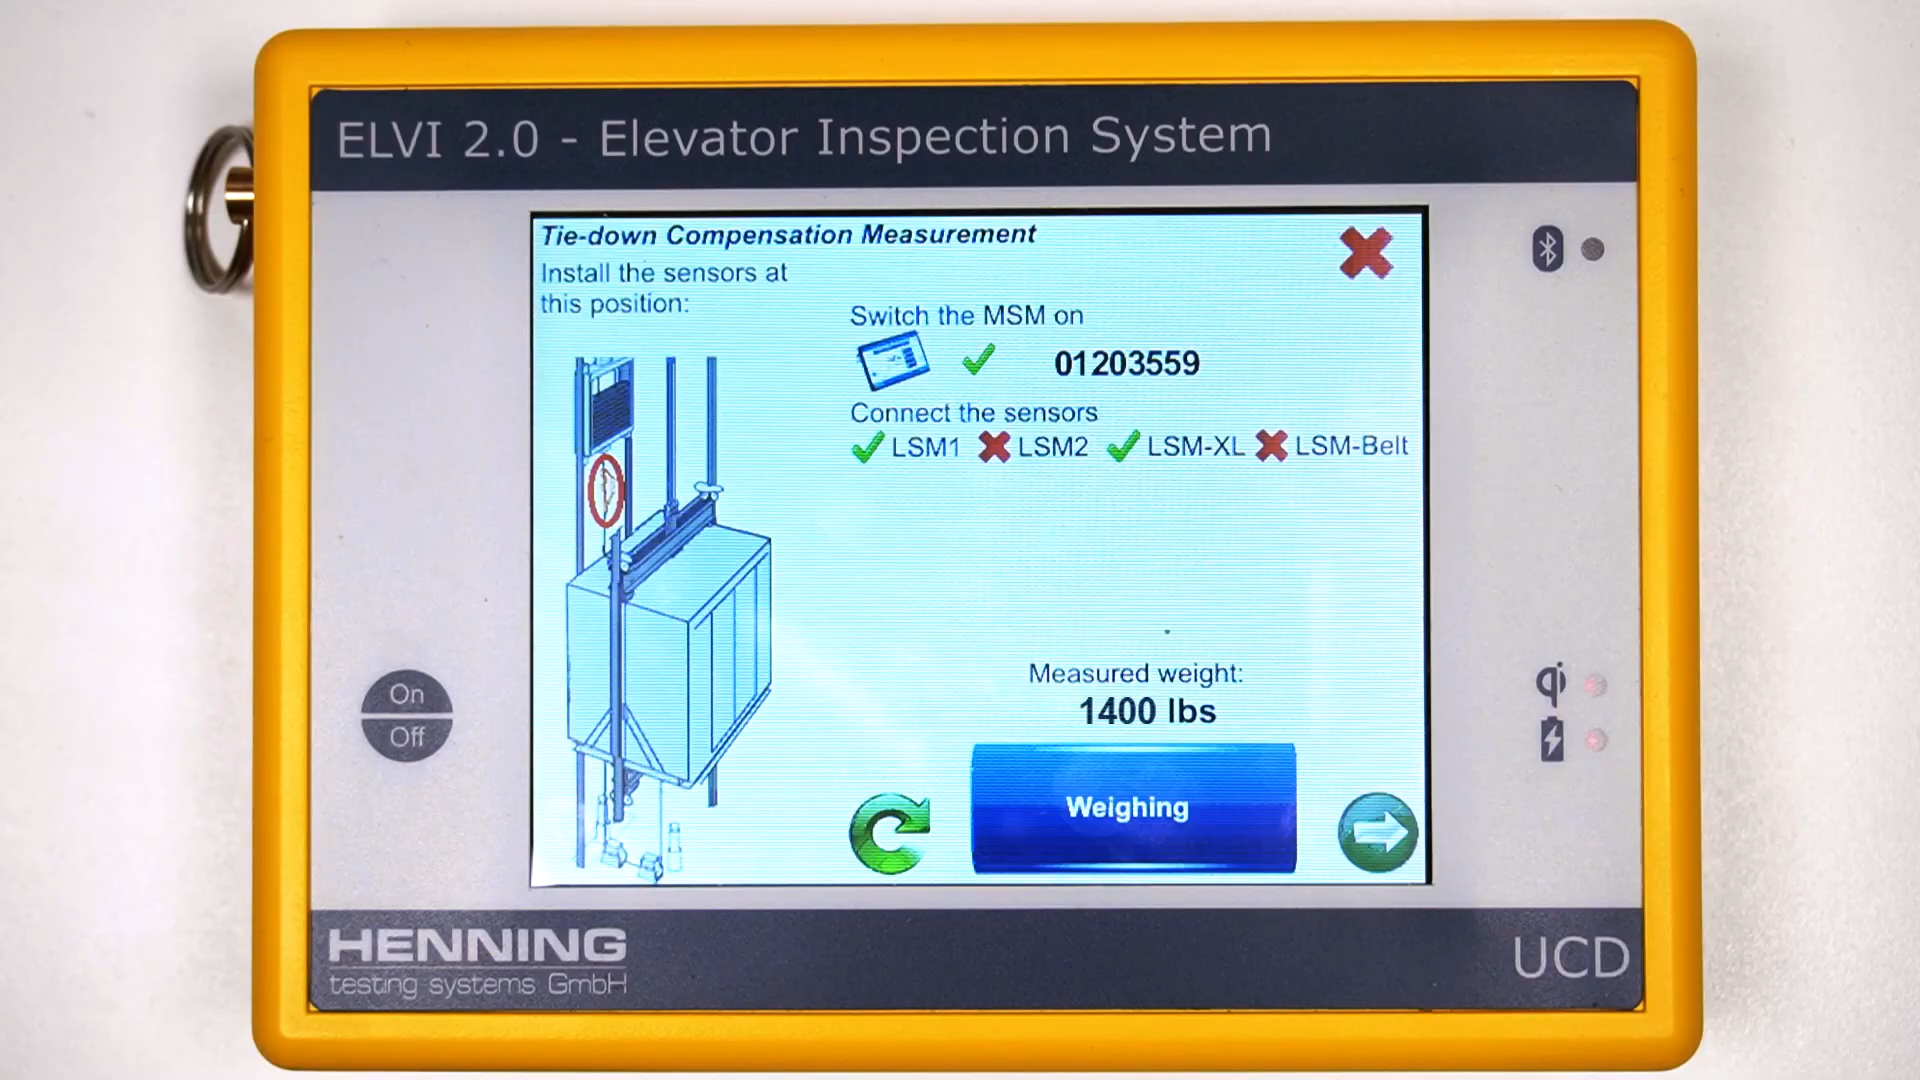 ELVI 2.0 - Elevator Inspection System
Tie-down Compensation Measurement
Install the sensors at
this position:
Switch the MSM on
01203559
Connect the sensors
LSM1 LSM2 LSM-XL LSM-Belt
Measured weight:
1400 lbs
Weighing
On
Off
qi
HENNING
testing systems GmbH
UCD